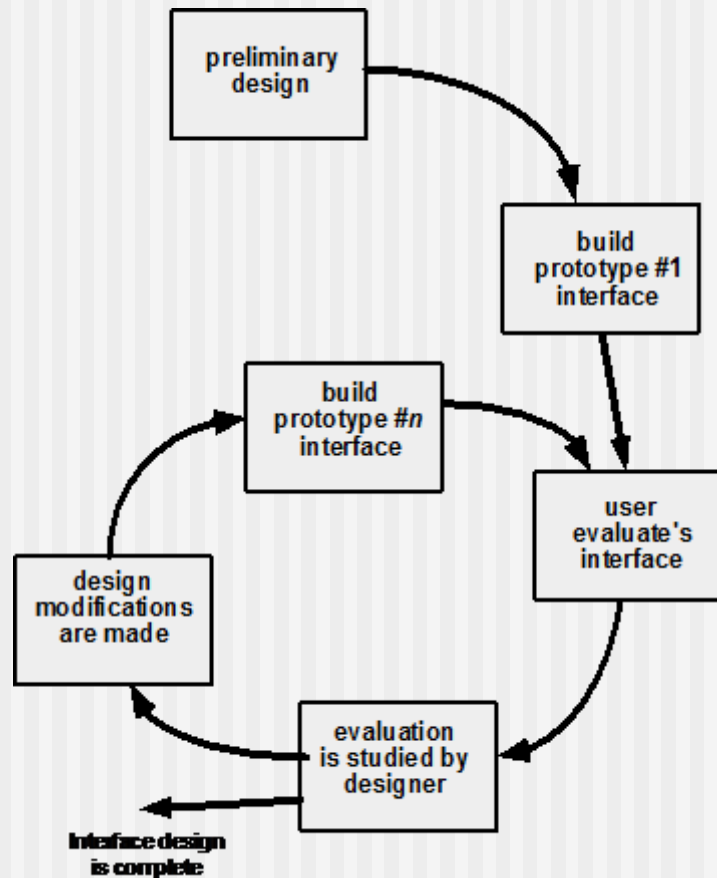 preliminary
design
build
prototype #1
interface
build
prototype #n
interface
user
evaluate's
interface
design
modifications
are made
evaluation
is studied by
designer
Interface design
is complete